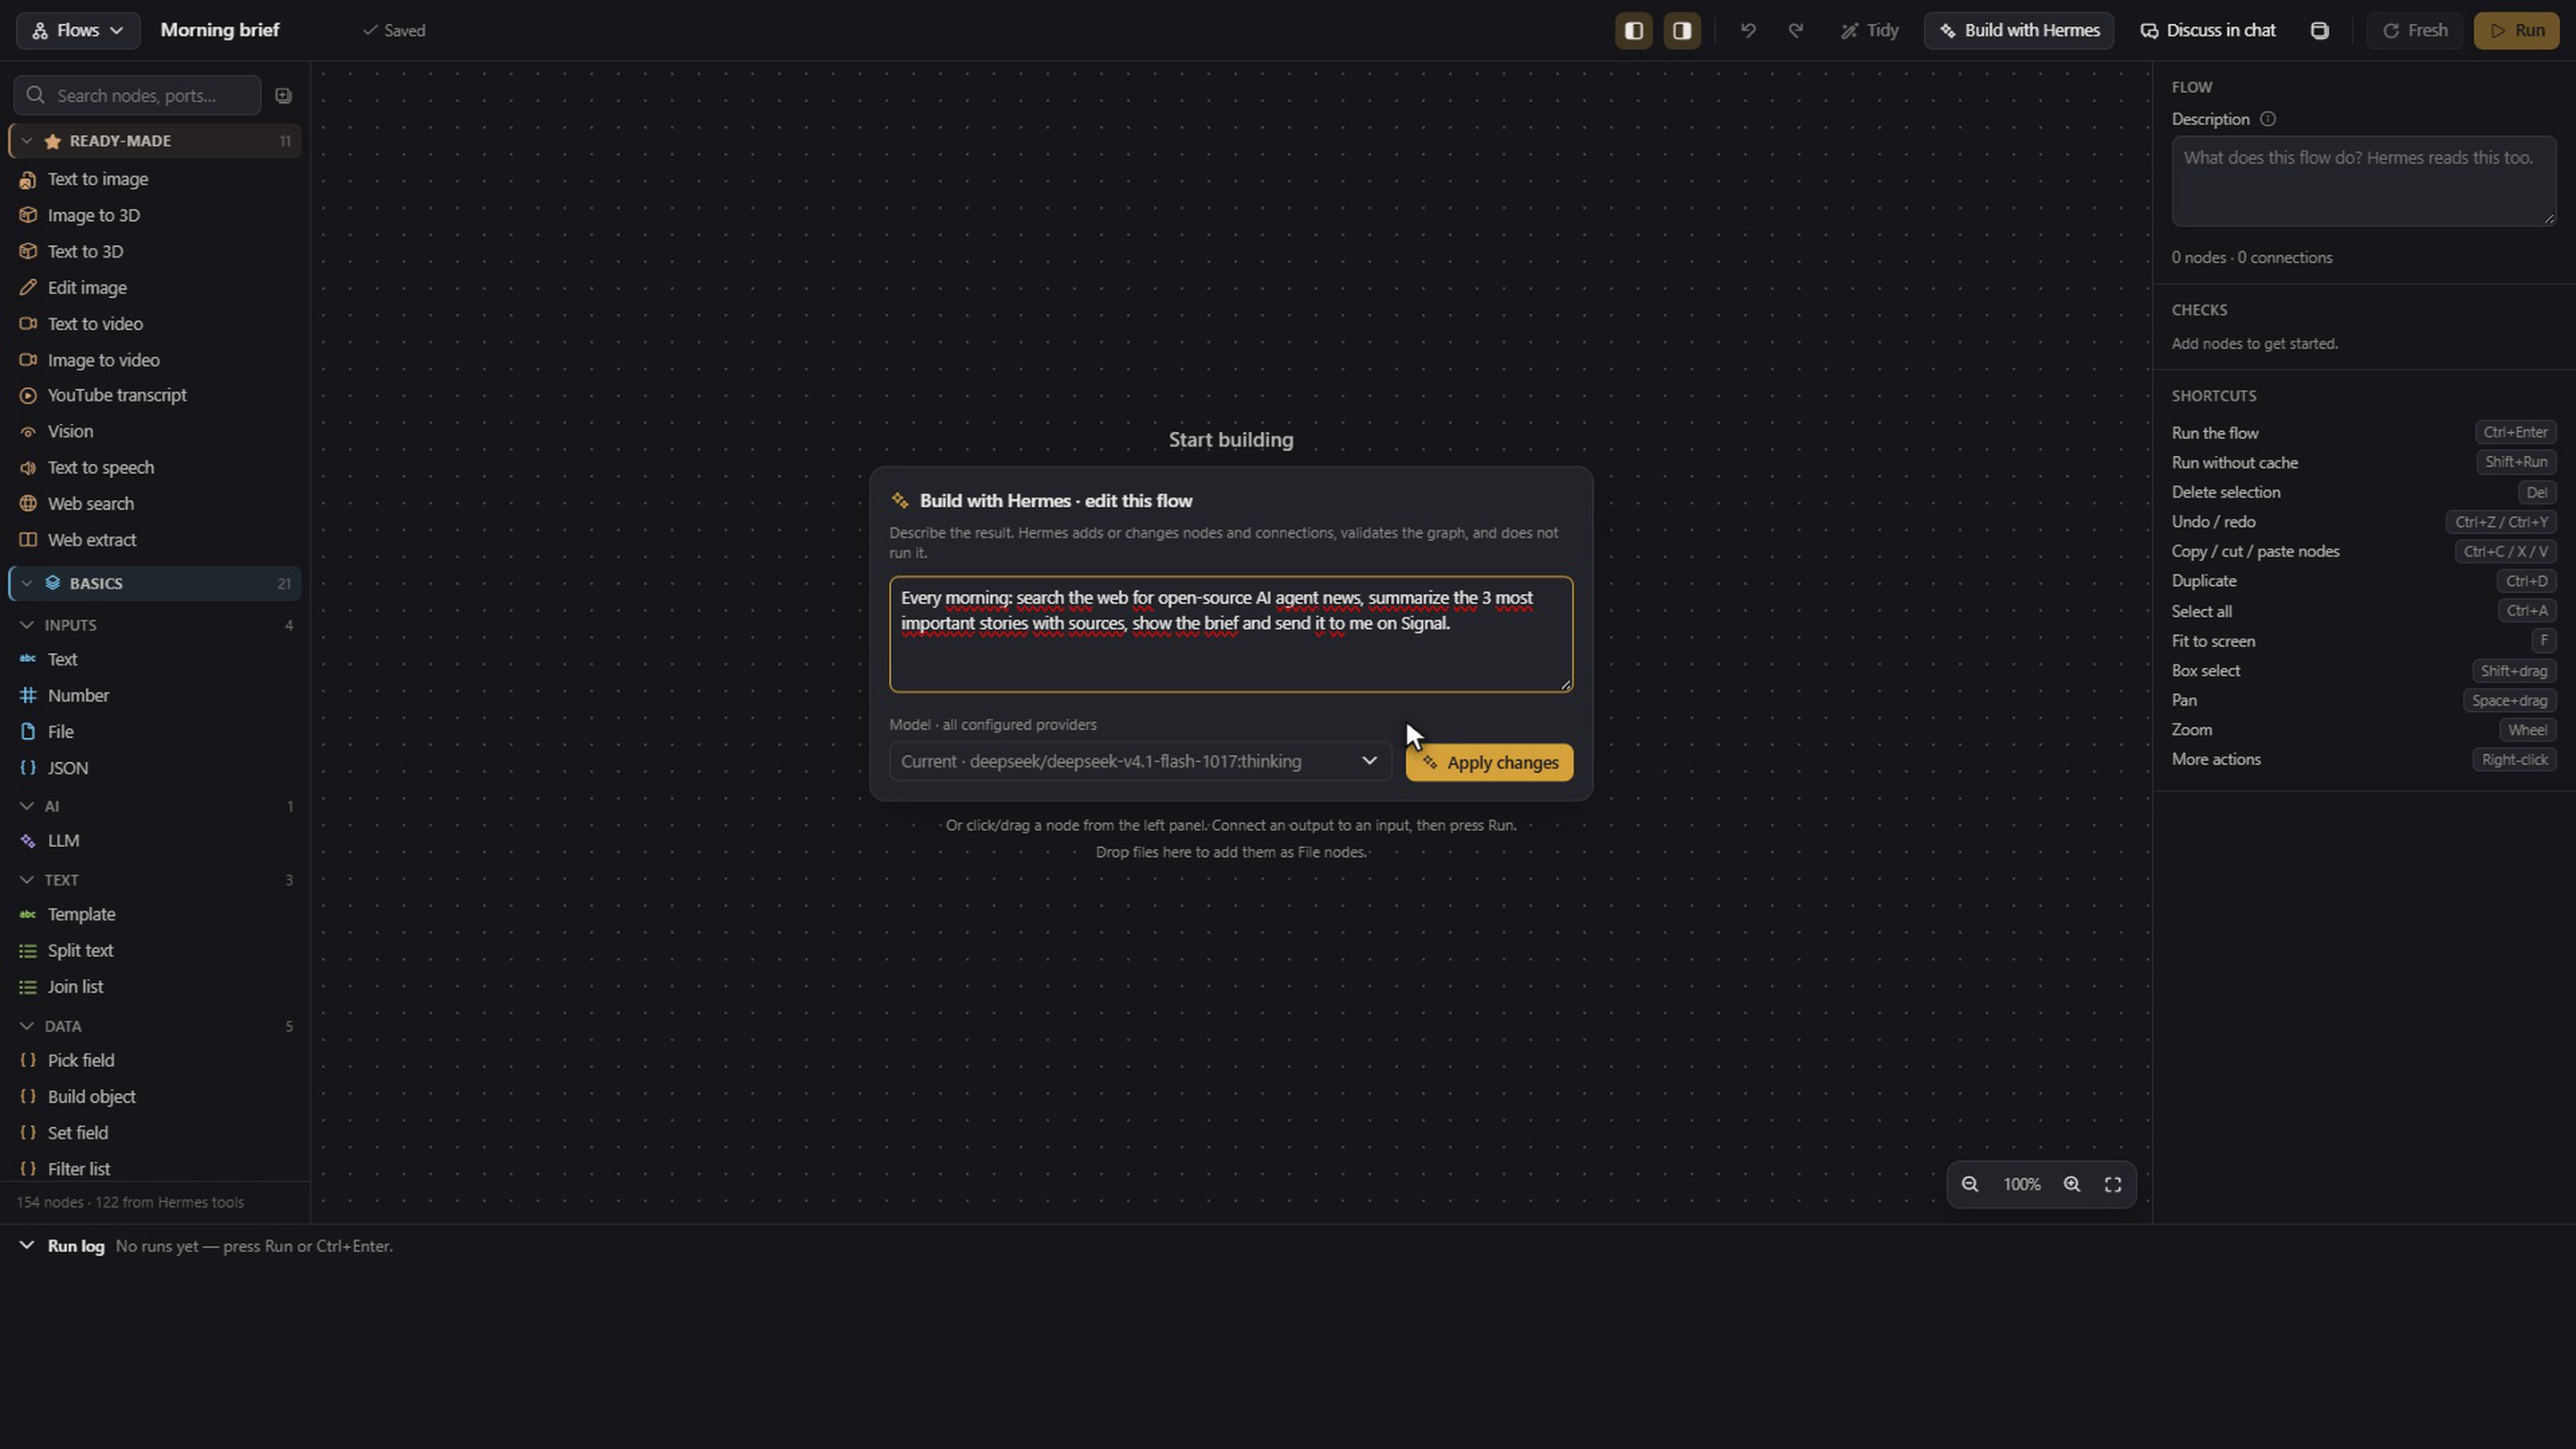 Flows
Morning brief
Saved
Tidy
Build with Hermes
Discuss in chat
Fresh
Run
Search nodes, ports...
READY-MADE 11
Text to image
Image to 3D
Text to 3D
Edit image
Text to video
Image to video
YouTube transcript
Vision
Text to speech
Web search
Web extract
BASICS 21
INPUTS 4
abc Text
Number
File
JSON
AI 1
LLM
TEXT 3
abc Template
Split text
Join list
DATA 5
Pick field
Build object
Set field
Filter list
154 nodes · 122 from Hermes tools
Start building
Build with Hermes · edit this flow
Describe the result. Hermes adds or changes nodes and connections, validates the graph, and does not
run it.
Every morning: search the web for open-source AI agent news, summarize the 3 most
important stories with sources, show the brief and send it to me on Signal.
Model · all configured providers
Current · deepseek/deepseek-v4.1-flash-1017:thinking
Apply changes
Or click/drag a node from the left panel. Connect an output to an input, then press Run.
Drop files here to add them as File nodes.
100%
FLOW
Description
What does this flow do? Hermes reads this too.
0 nodes · 0 connections
CHECKS
Add nodes to get started.
SHORTCUTS
Run the flow Ctrl+Enter
Run without cache Shift+Run
Delete selection Del
Undo / redo Ctrl+Z / Ctrl+Y
Copy / cut / paste nodes Ctrl+C / X / V
Duplicate Ctrl+D
Select all Ctrl+A
Fit to screen F
Box select Shift+drag
Pan Space+drag
Zoom Wheel
More actions Right-click
Run log No runs yet — press Run or Ctrl+Enter.